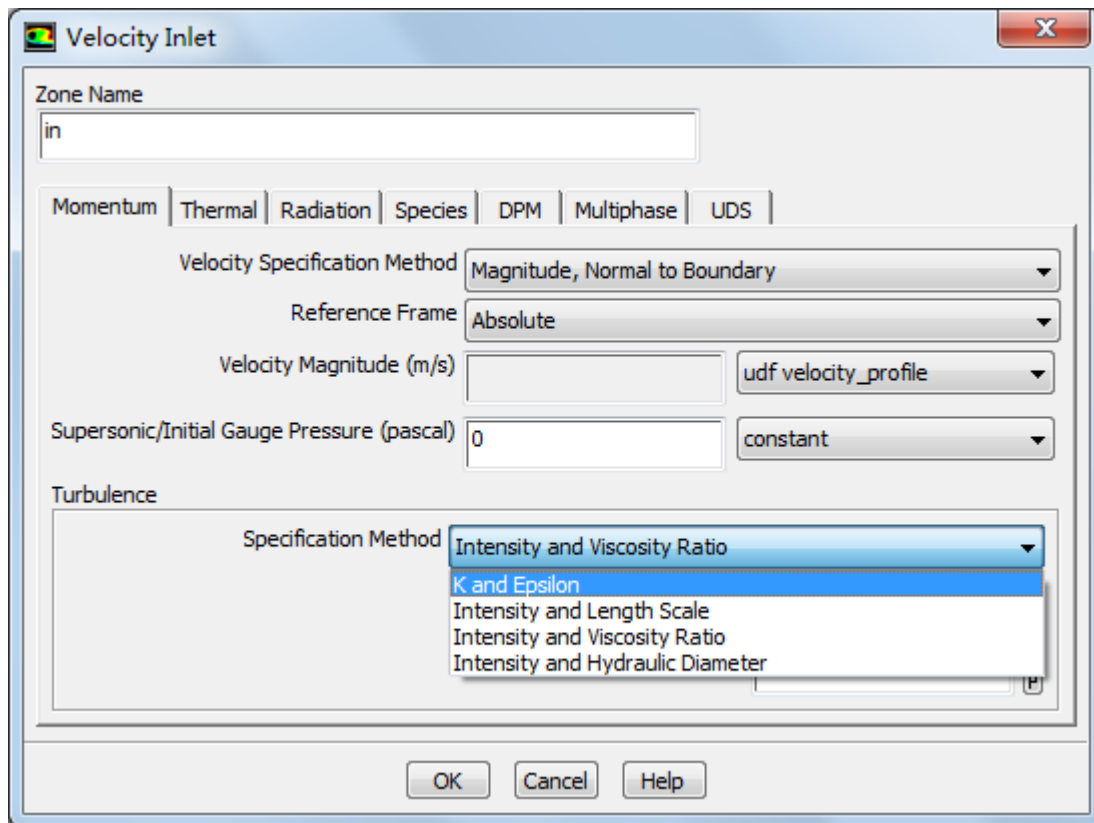 Velocity Inlet
Zone Name
in
Momentum Thermal Radiation Species DPM Multiphase UDS
Velocity Specification Method Magnitude, Normal to Boundary
Reference Frame Absolute
Velocity Magnitude (m/s) udf velocity_profile
Supersonic/Initial Gauge Pressure (pascal) 0 constant
Turbulence
Specification Method Intensity and Viscosity Ratio
K and Epsilon
Intensity and Length Scale
Intensity and Viscosity Ratio
Intensity and Hydraulic Diameter
P
OK Cancel Help